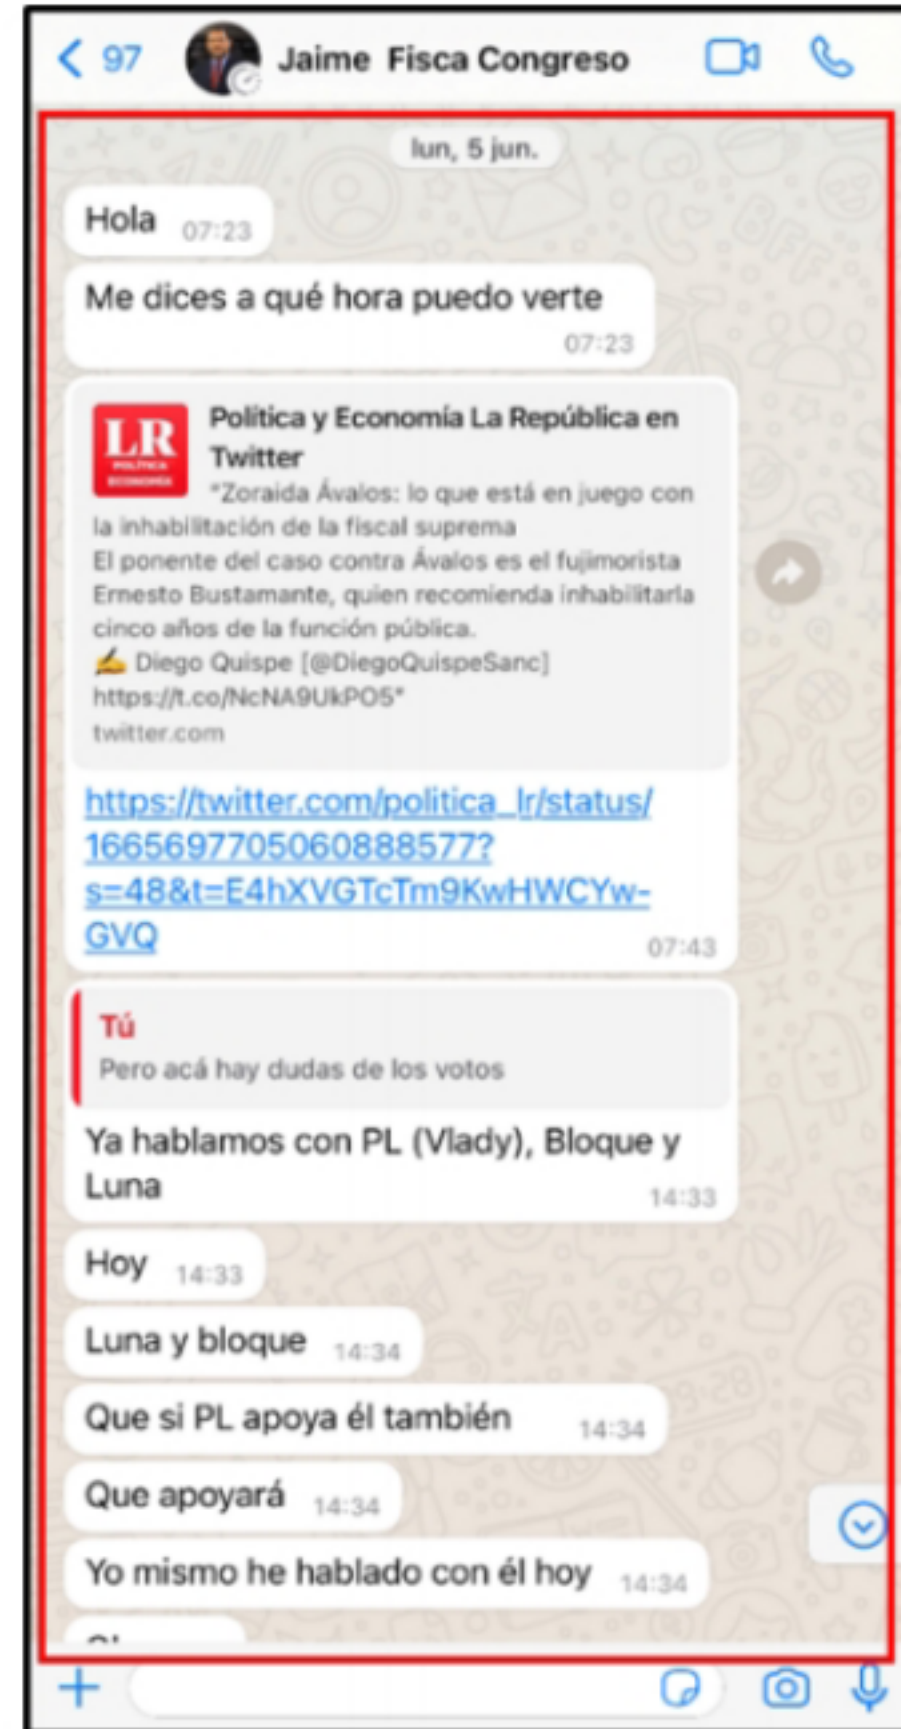 97
Jaime Fisca Congreso
lun, 5 jun.
Hola 07:23
Me dices a qué hora puedo verte
07:23
LR
POLÍTICA
ECONOMÍA
Política y Economía La República en
Twitter
"Zoraida Ávalos: lo que está en juego con
la inhabilitación de la fiscal suprema
El ponente del caso contra Ávalos es el fujimorista
Ernesto Bustamante, quien recomienda inhabilitarla
cinco años de la función pública.
✍️ Diego Quispe [@DiegoQuispeSanc]
https://t.co/NcNA9UkPO5"
twitter.com
https://twitter.com/politica_lr/status/
1665697705060888577?
s=48&t=E4hXVGTcTm9KwHWCYw-
GVQ
07:43
Tú
Pero acá hay dudas de los votos
Ya hablamos con PL (Vlady), Bloque y
Luna
14:33
Hoy 14:33
Luna y bloque 14:34
Que si PL apoya él también 14:34
Que apoyará 14:34
Yo mismo he hablado con él hoy 14:34